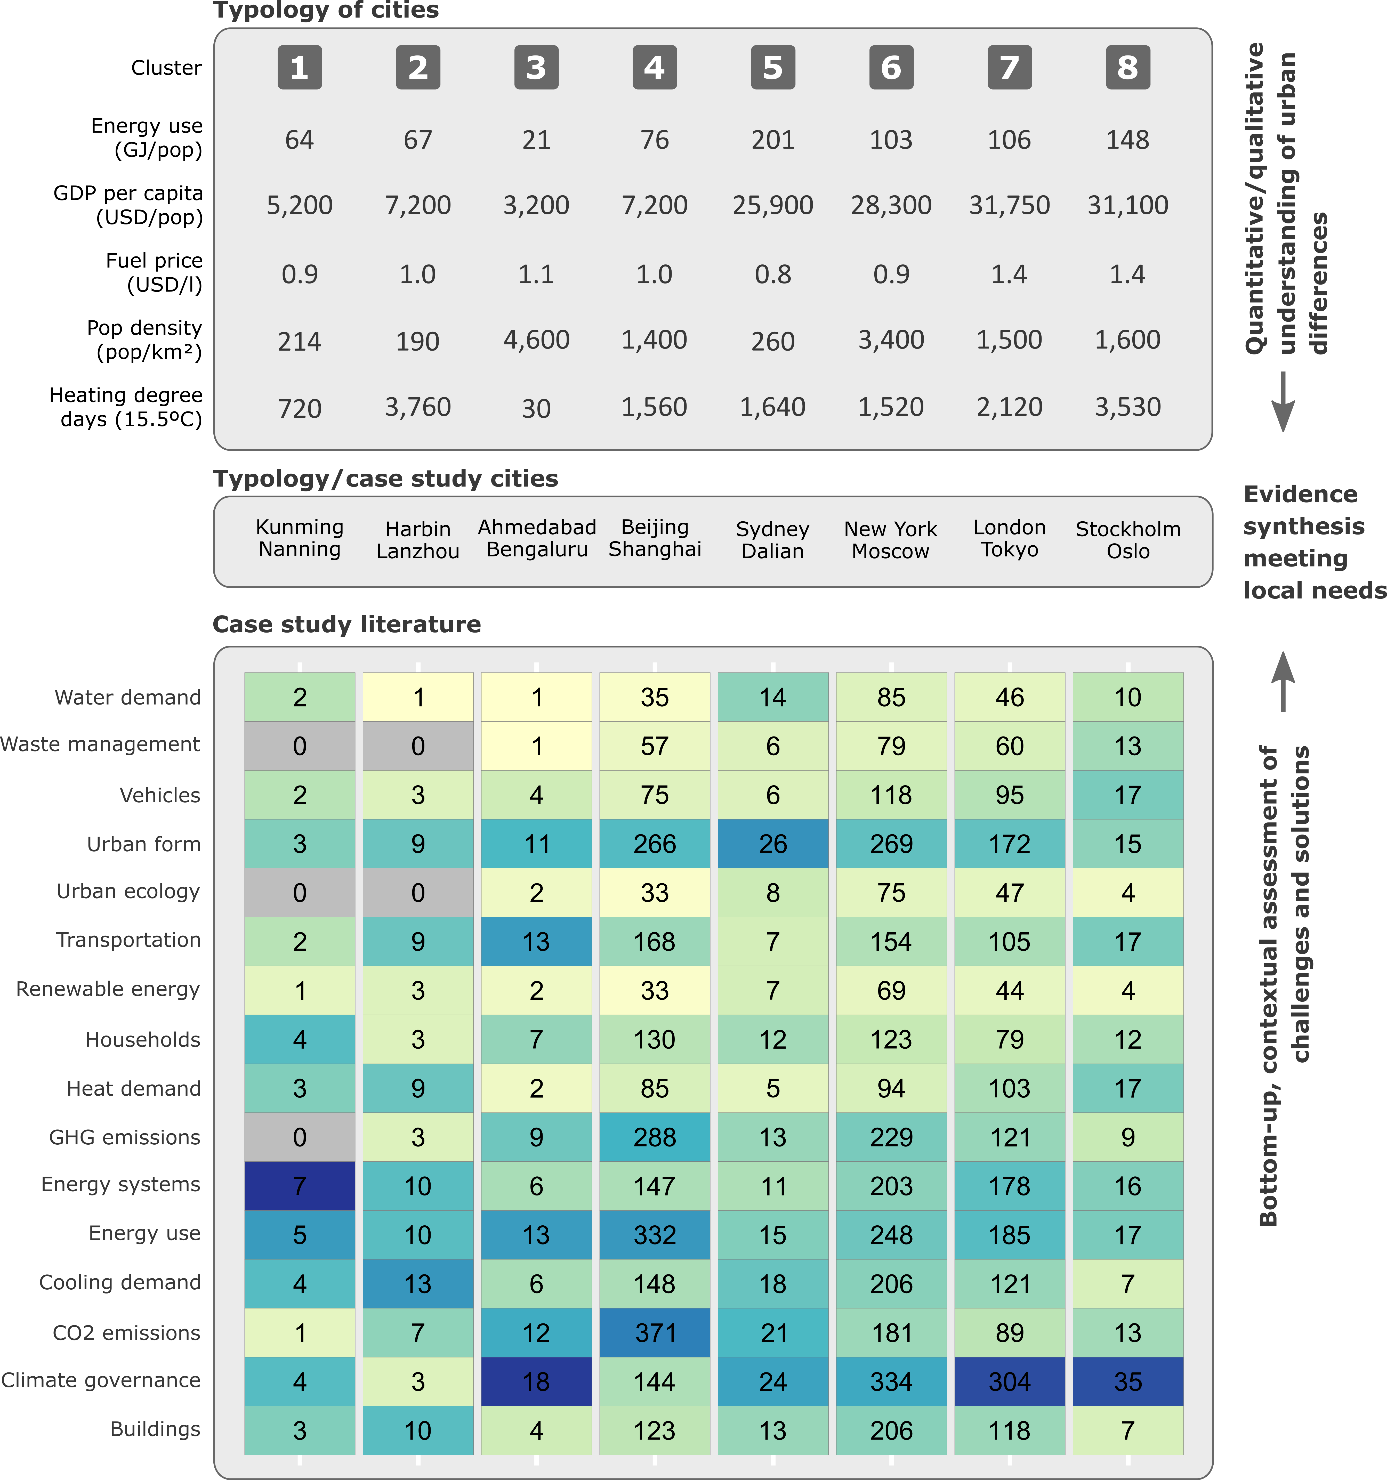 Typology of cities
Cluster 1 2 3 4 5 6 7 8
Energy use
(GJ/pop) 64 67 21 76 201 103 106 148
GDP per capita
(USD/pop) 5,200 7,200 3,200 7,200 25,900 28,300 31,750 31,100
Fuel price
(USD/l) 0.9 1.0 1.1 1.0 0.8 0.9 1.4 1.4
Pop density
(pop/km²) 214 190 4,600 1,400 260 3,400 1,500 1,600
Heating degree
days (15.5ºC) 720 3,760 30 1,560 1,640 1,520 2,120 3,530
Quantitative/qualitative
understanding of urban
differences
Typology/case study cities
Kunming Harbin Ahmedabad Beijing Sydney New York London Stockholm
Nanning Lanzhou Bengaluru Shanghai Dalian Moscow Tokyo Oslo
Evidence
synthesis
meeting
local needs
Case study literature
Water demand 2 1 1 35 14 85 46 10
Waste management 0 0 1 57 6 79 60 13
Vehicles 2 3 4 75 6 118 95 17
Urban form 3 9 11 266 26 269 172 15
Urban ecology 0 0 2 33 8 75 47 4
Transportation 2 9 13 168 7 154 105 17
Renewable energy 1 3 2 33 7 69 44 4
Households 4 3 7 130 12 123 79 12
Heat demand 3 9 2 85 5 94 103 17
GHG emissions 0 3 9 288 13 229 121 9
Energy systems 7 10 6 147 11 203 178 16
Energy use 5 10 13 332 15 248 185 17
Cooling demand 4 13 6 148 18 206 121 7
CO2 emissions 1 7 12 371 21 181 89 13
Climate governance 4 3 18 144 24 334 304 35
Buildings 3 10 4 123 13 206 118 7
Bottom-up, contextual assessment of
challenges and solutions